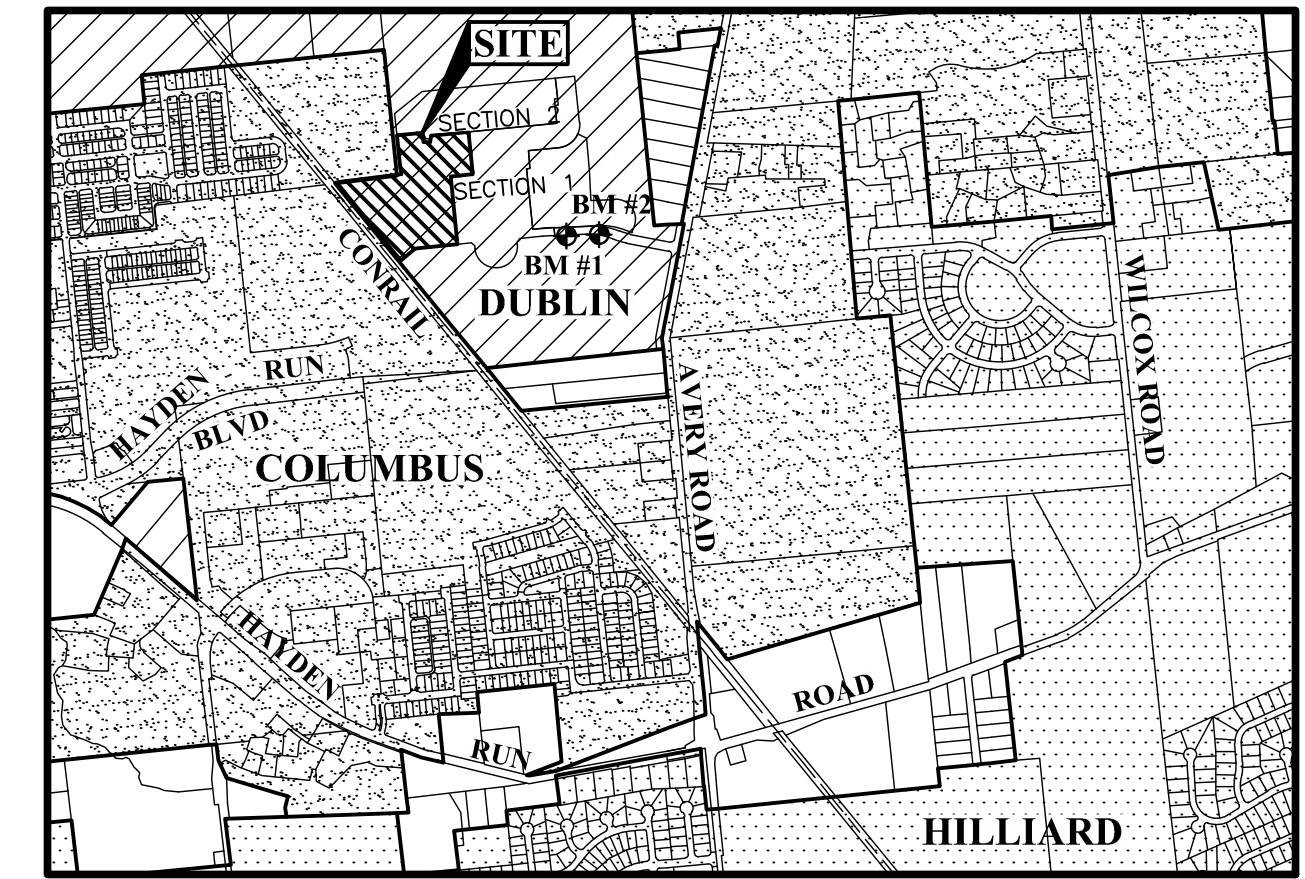 SITE
SECTION 2
SECTION 1
BM #2
BM #1
DUBLIN
CONRAIL
WILCOX ROAD
HAYDEN RUN
BLVD
AVERY ROAD
COLUMBUS
HAYDEN
RUN
ROAD
HILLIARD